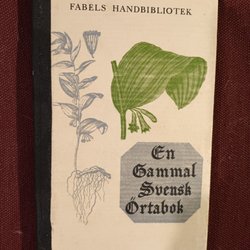 FABELS HANDBIBLIOTEK
En
Gammal
Svensk
Örtabok